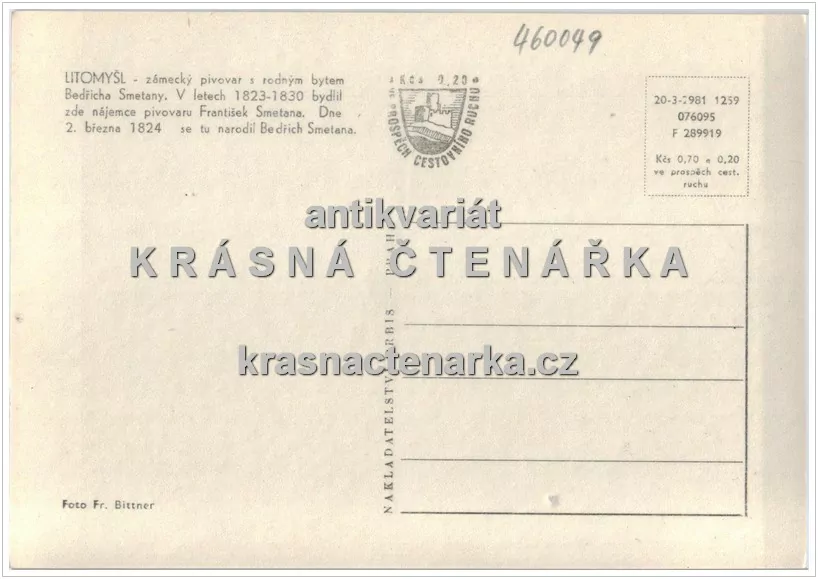 460049
LITOMYŠL - zámecký pivovar s rodným bytem
Bedřicha Smetany. V letech 1823-1830 bydlil
zde nájemce pivovaru František Smetana. Dne
2. března 1824 se tu narodil Bedřich Smetana.
Kčs 0,20
PROSPĚCH CESTOVNÍHO RUCHU
20-3-1981 1259
076095
F 289919
Kčs 0,70 a 0,20
ve prospěch cest.
ruchu
antikvariát
KRÁSNÁ ČTENÁŘKA
krasnactenarka.cz
NAKLADATELSTVÍ ORBIS — PRAHA
Foto Fr. Bittner